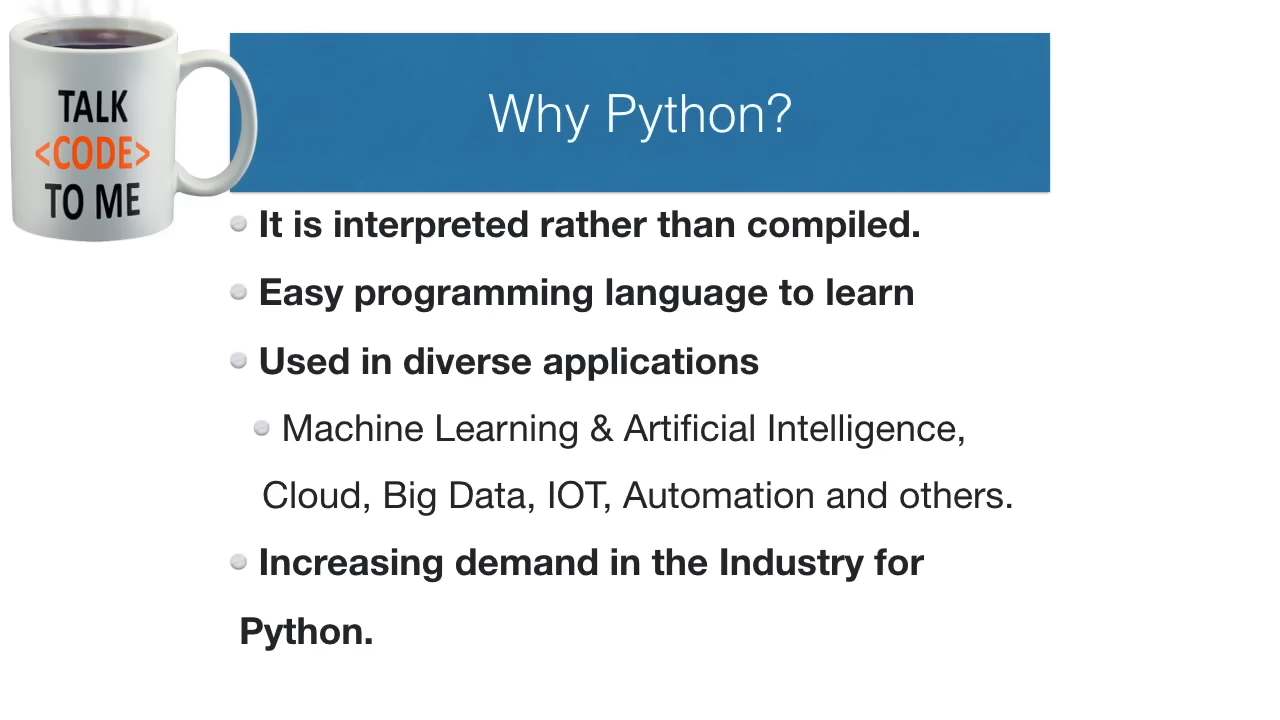 TALK
<CODE>
TO ME
Why Python?
It is interpreted rather than compiled.
Easy programming language to learn
Used in diverse applications
Machine Learning & Artificial Intelligence,
Cloud, Big Data, IOT, Automation and others.
Increasing demand in the Industry for
Python.